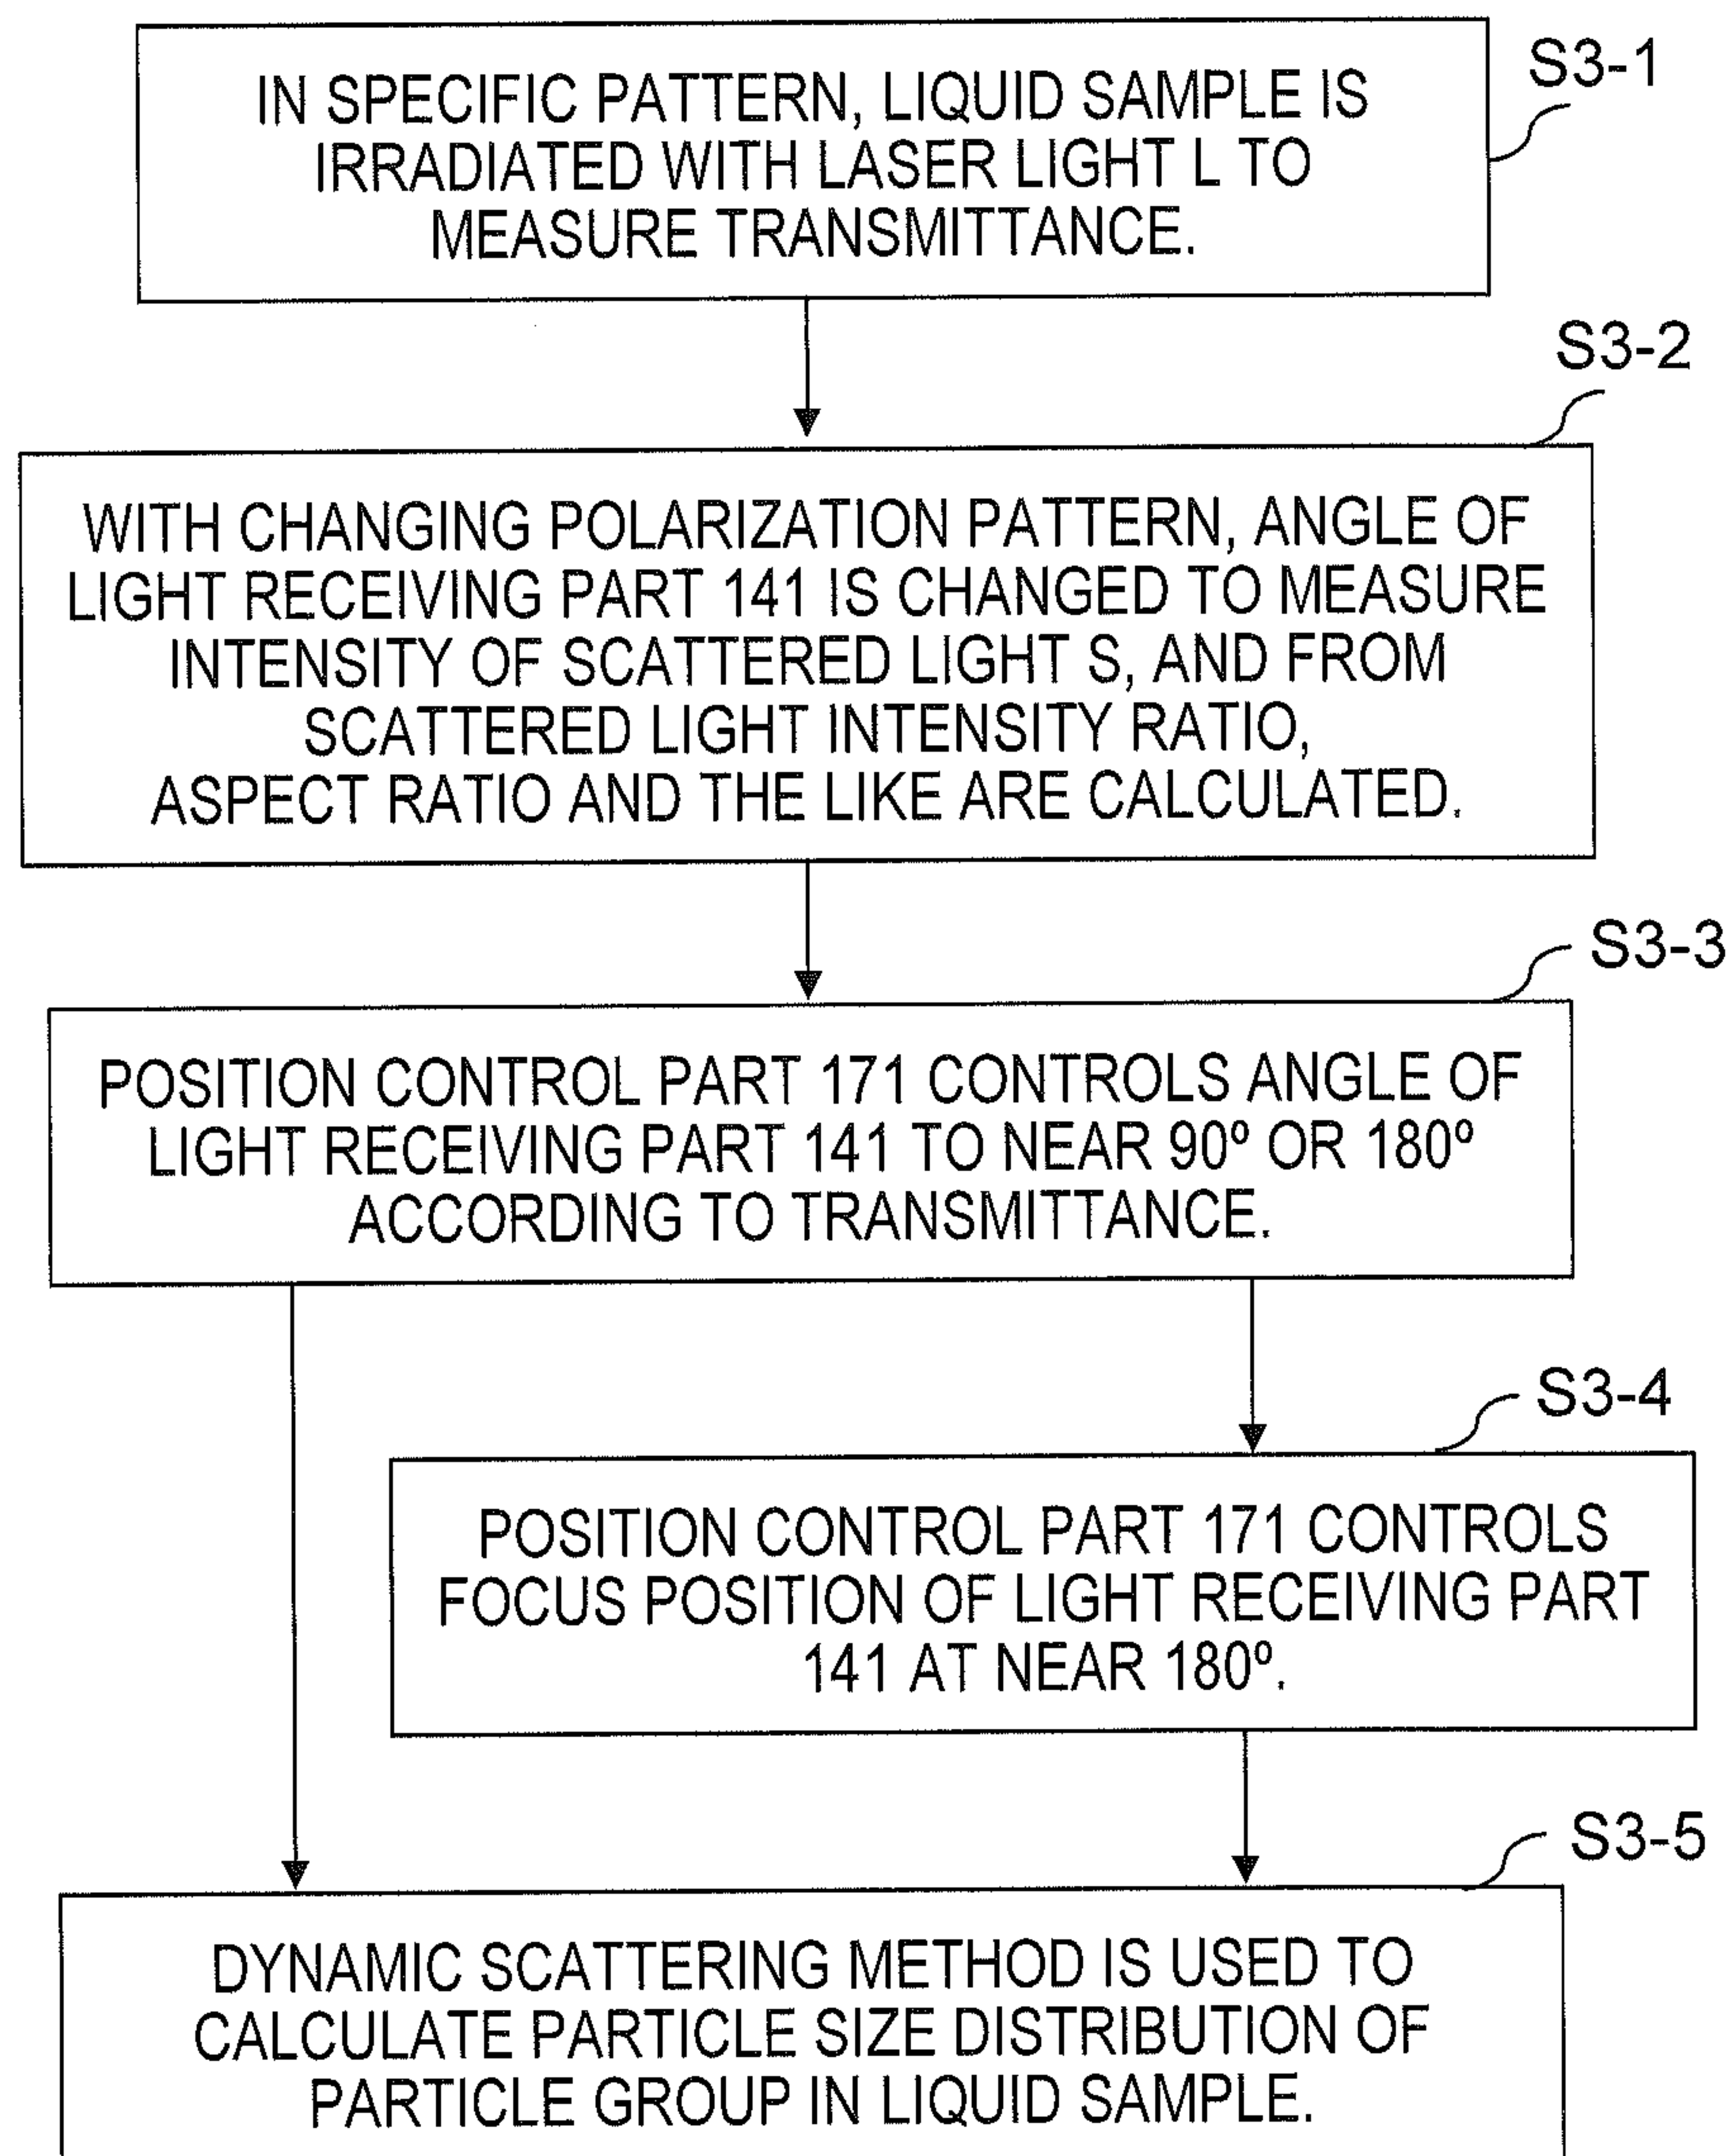 S3-1
IN SPECIFIC PATTERN, LIQUID SAMPLE IS
IRRADIATED WITH LASER LIGHT L TO
MEASURE TRANSMITTANCE.
S3-2
WITH CHANGING POLARIZATION PATTERN, ANGLE OF
LIGHT RECEIVING PART 141 IS CHANGED TO MEASURE
INTENSITY OF SCATTERED LIGHT S, AND FROM
SCATTERED LIGHT INTENSITY RATIO,
ASPECT RATIO AND THE LIKE ARE CALCULATED.
S3-3
POSITION CONTROL PART 171 CONTROLS ANGLE OF
LIGHT RECEIVING PART 141 TO NEAR 90º OR 180º
ACCORDING TO TRANSMITTANCE.
S3-4
POSITION CONTROL PART 171 CONTROLS
FOCUS POSITION OF LIGHT RECEIVING PART
141 AT NEAR 180º.
S3-5
DYNAMIC SCATTERING METHOD IS USED TO
CALCULATE PARTICLE SIZE DISTRIBUTION OF
PARTICLE GROUP IN LIQUID SAMPLE.